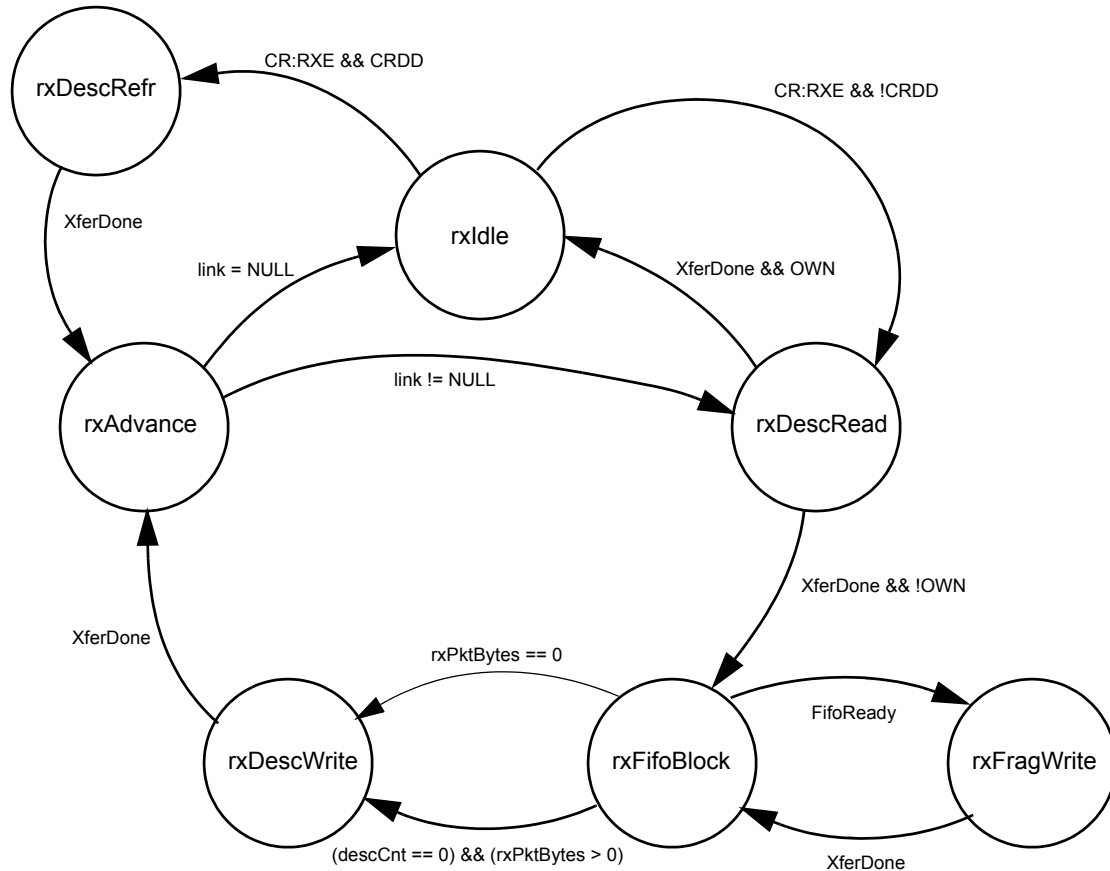 CR:RXE && CRDD
rxDescRefr
CR:RXE && !CRDD
XferDone
rxIdle
link = NULL
XferDone && OWN
link != NULL
rxAdvance
rxDescRead
XferDone && !OWN
XferDone
rxPktBytes == 0
FifoReady
rxDescWrite
rxFifoBlock
rxFragWrite
(descCnt == 0) && (rxPktBytes > 0)
XferDone